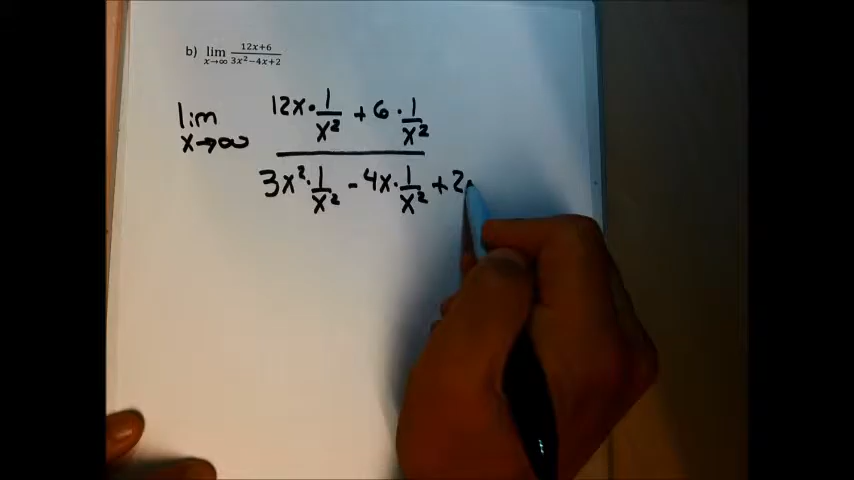 b) lim x→∞ 12x+6 / 3x²−4x+2
lim x→∞ 12x · 1/x² + 6 · 1/x²
3x² · 1/x² − 4x · 1/x² + 2 ·